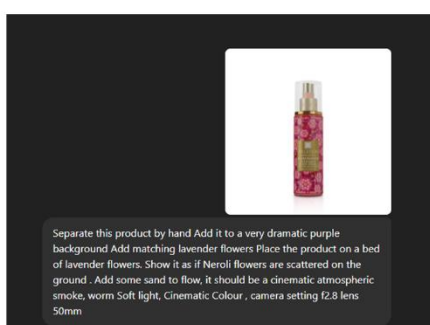 Separate this product by hand Add it to a very dramatic purple
background Add matching lavender flowers Place the product on a bed
of lavender flowers. Show it as if Neroli flowers are scattered on the
ground . Add some sand to flow, it should be a cinematic atmospheric
smoke, worm Soft light, Cinematic Colour , camera setting f2.8 lens
50mm